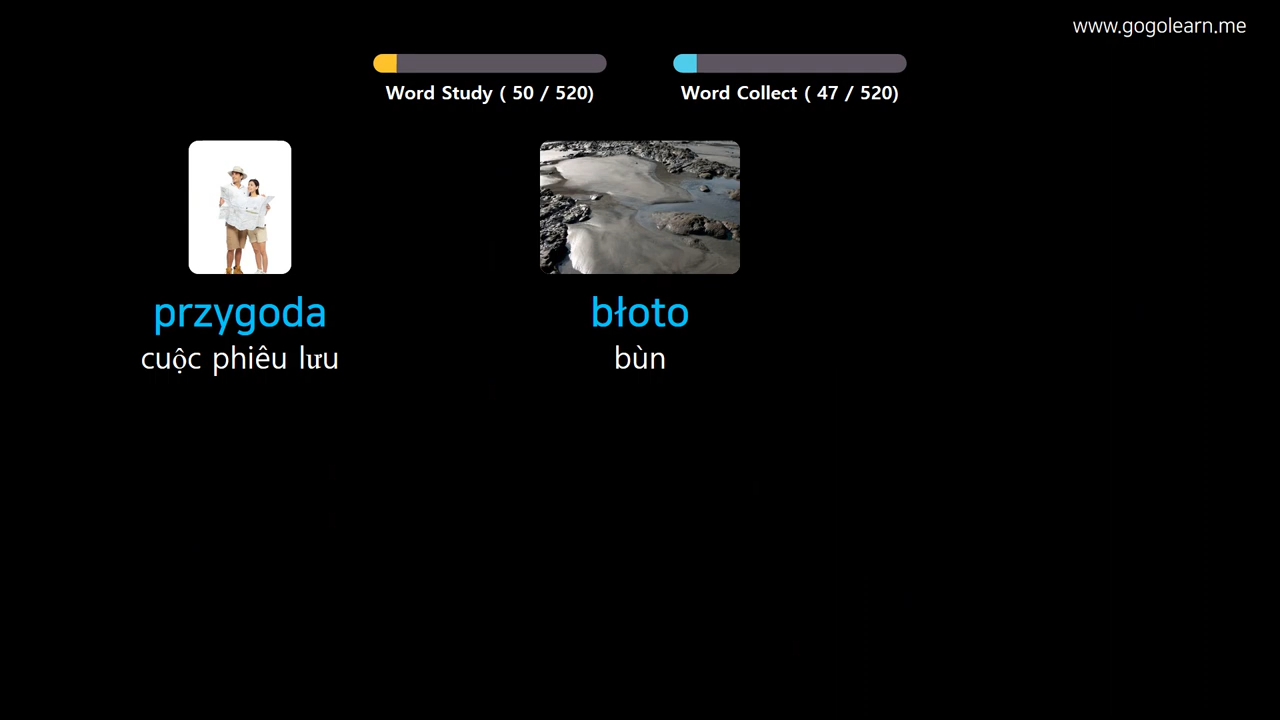 www.gogolearn.me
Word Study ( 50 / 520)
Word Collect ( 47 / 520)
przygoda
cuộc phiêu lưu
błoto
bùn